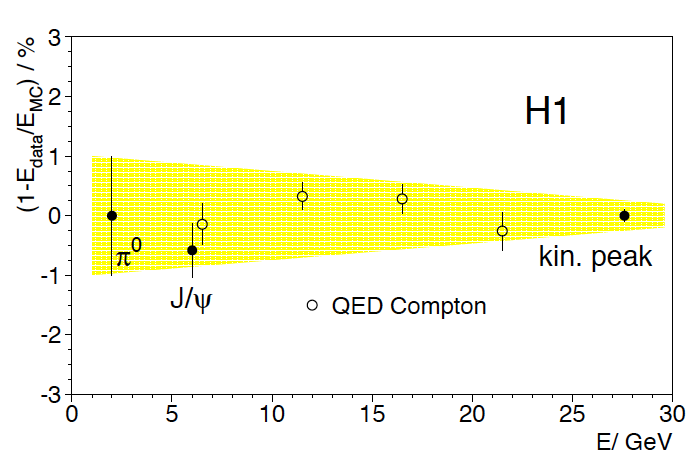 (1-E_data/E_MC) / %
3
2
1
0
-1
-2
-3
H1
π⁰
J/ψ
kin. peak
QED Compton
0 5 10 15 20 25 30
E/ GeV